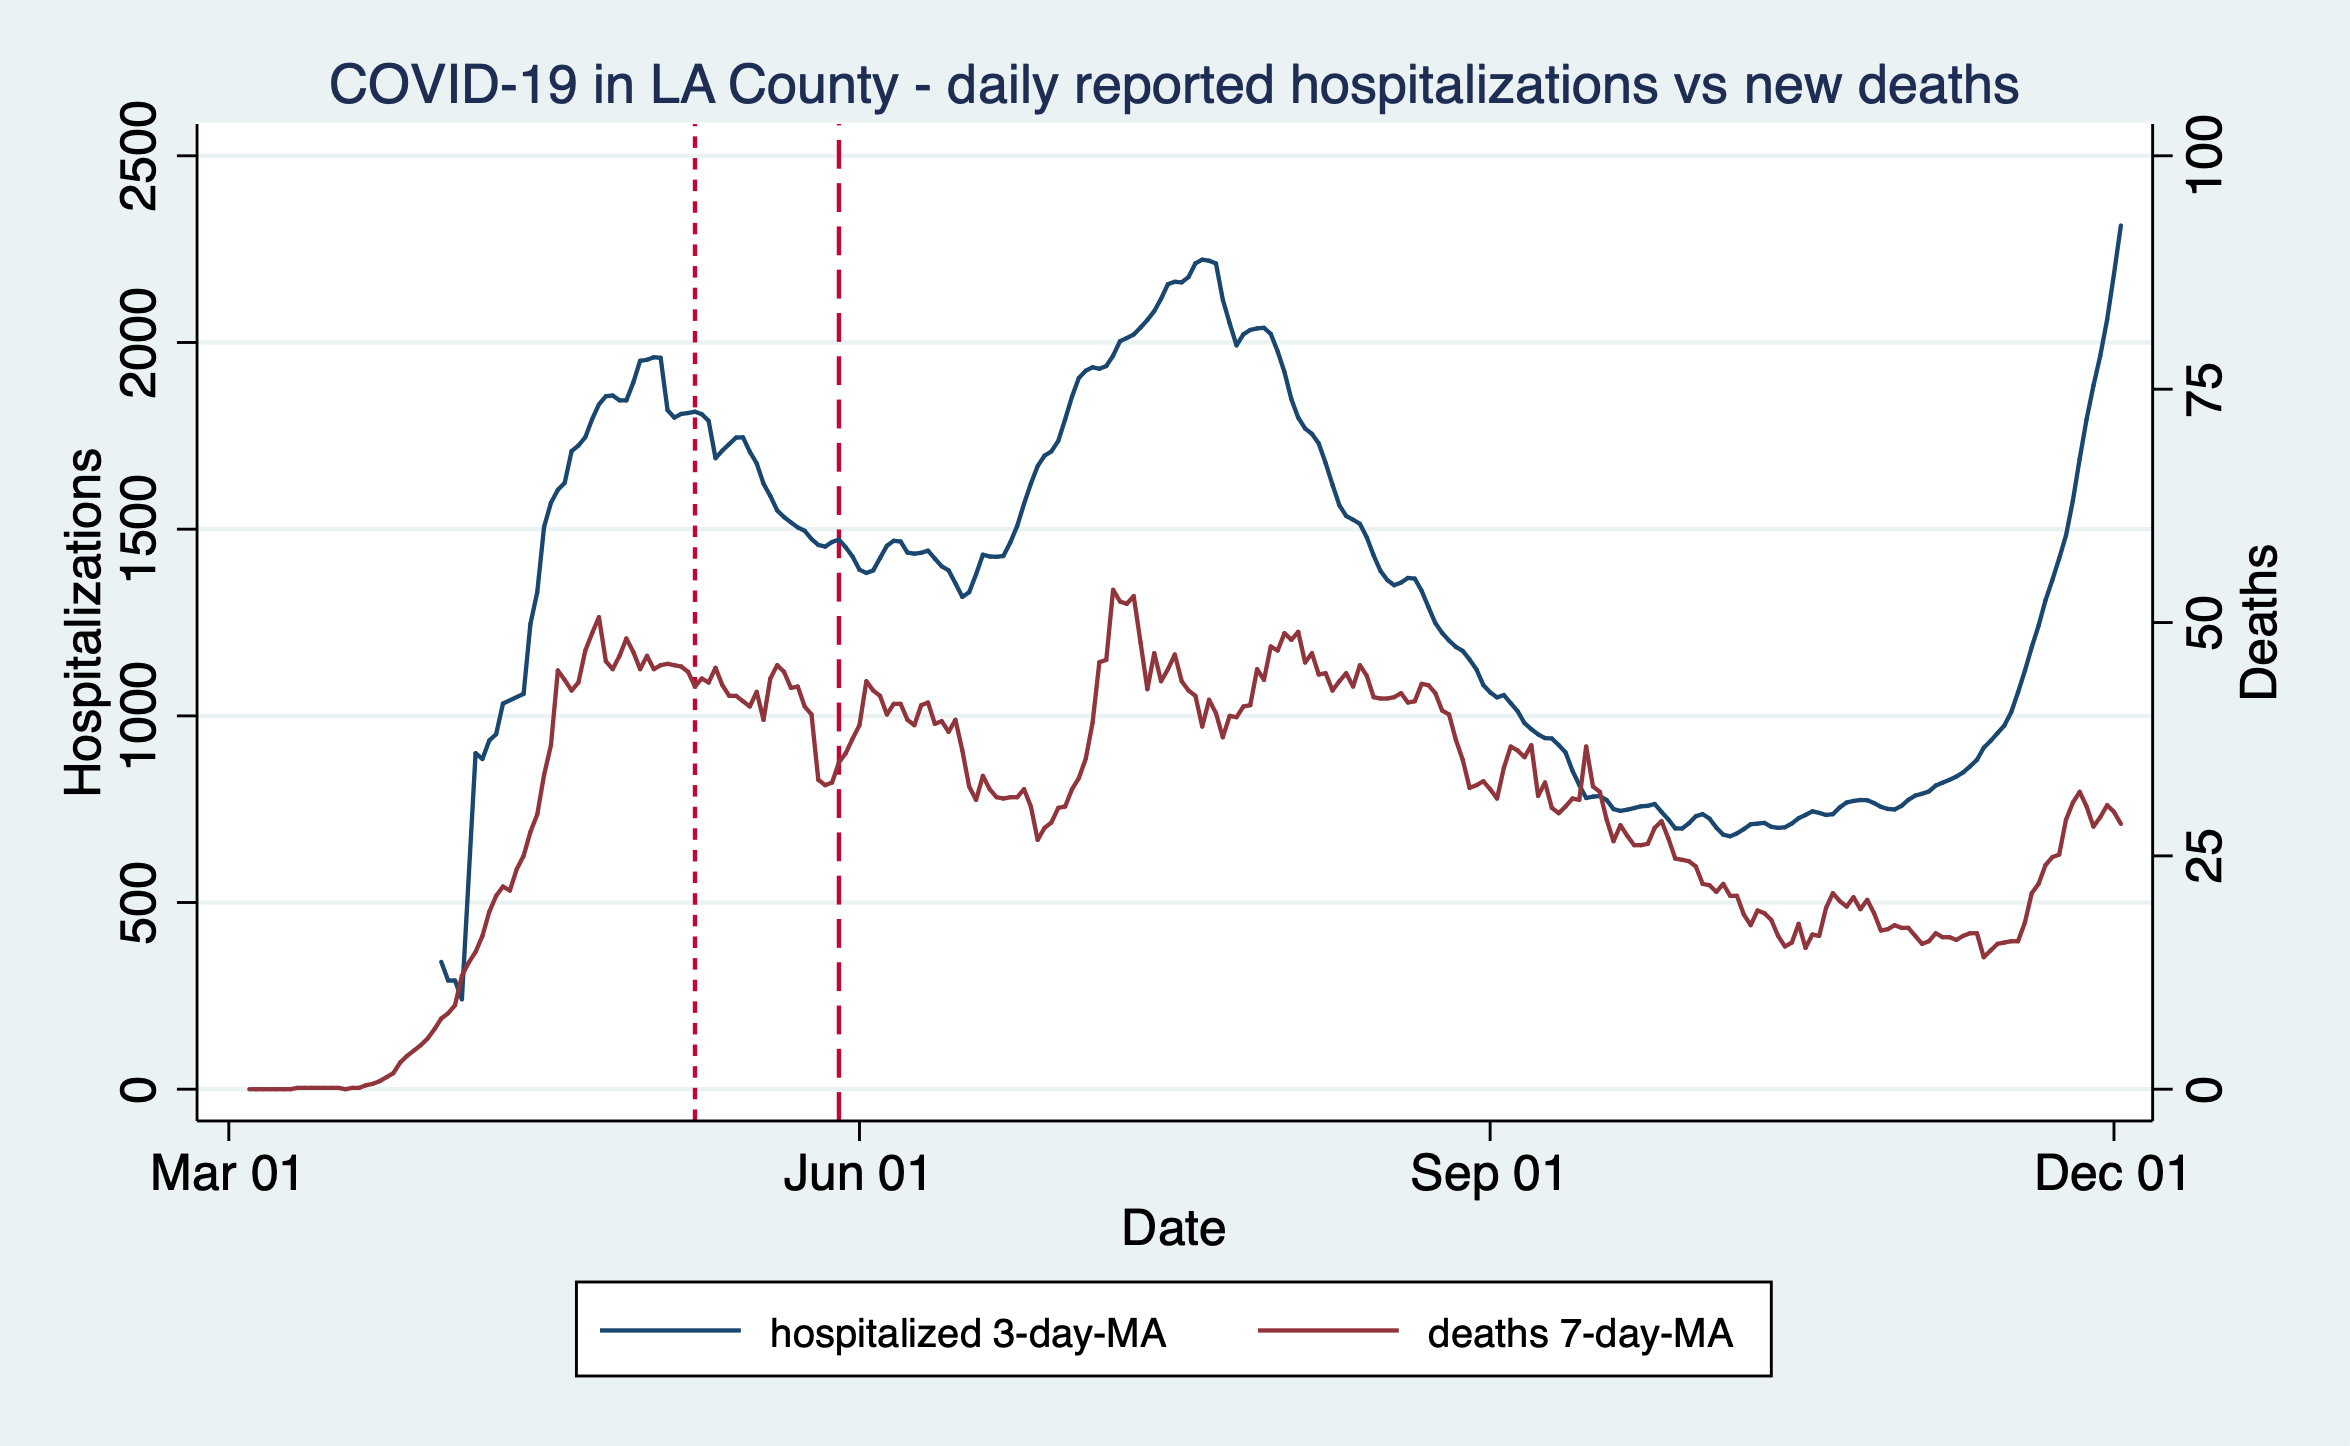 COVID-19 in LA County - daily reported hospitalizations vs new deaths
Hospitalizations
2500
2000
1500
1000
500
0
100
75
50
25
0
Deaths
Mar 01 Jun 01 Sep 01 Dec 01
Date
hospitalized 3-day-MA deaths 7-day-MA